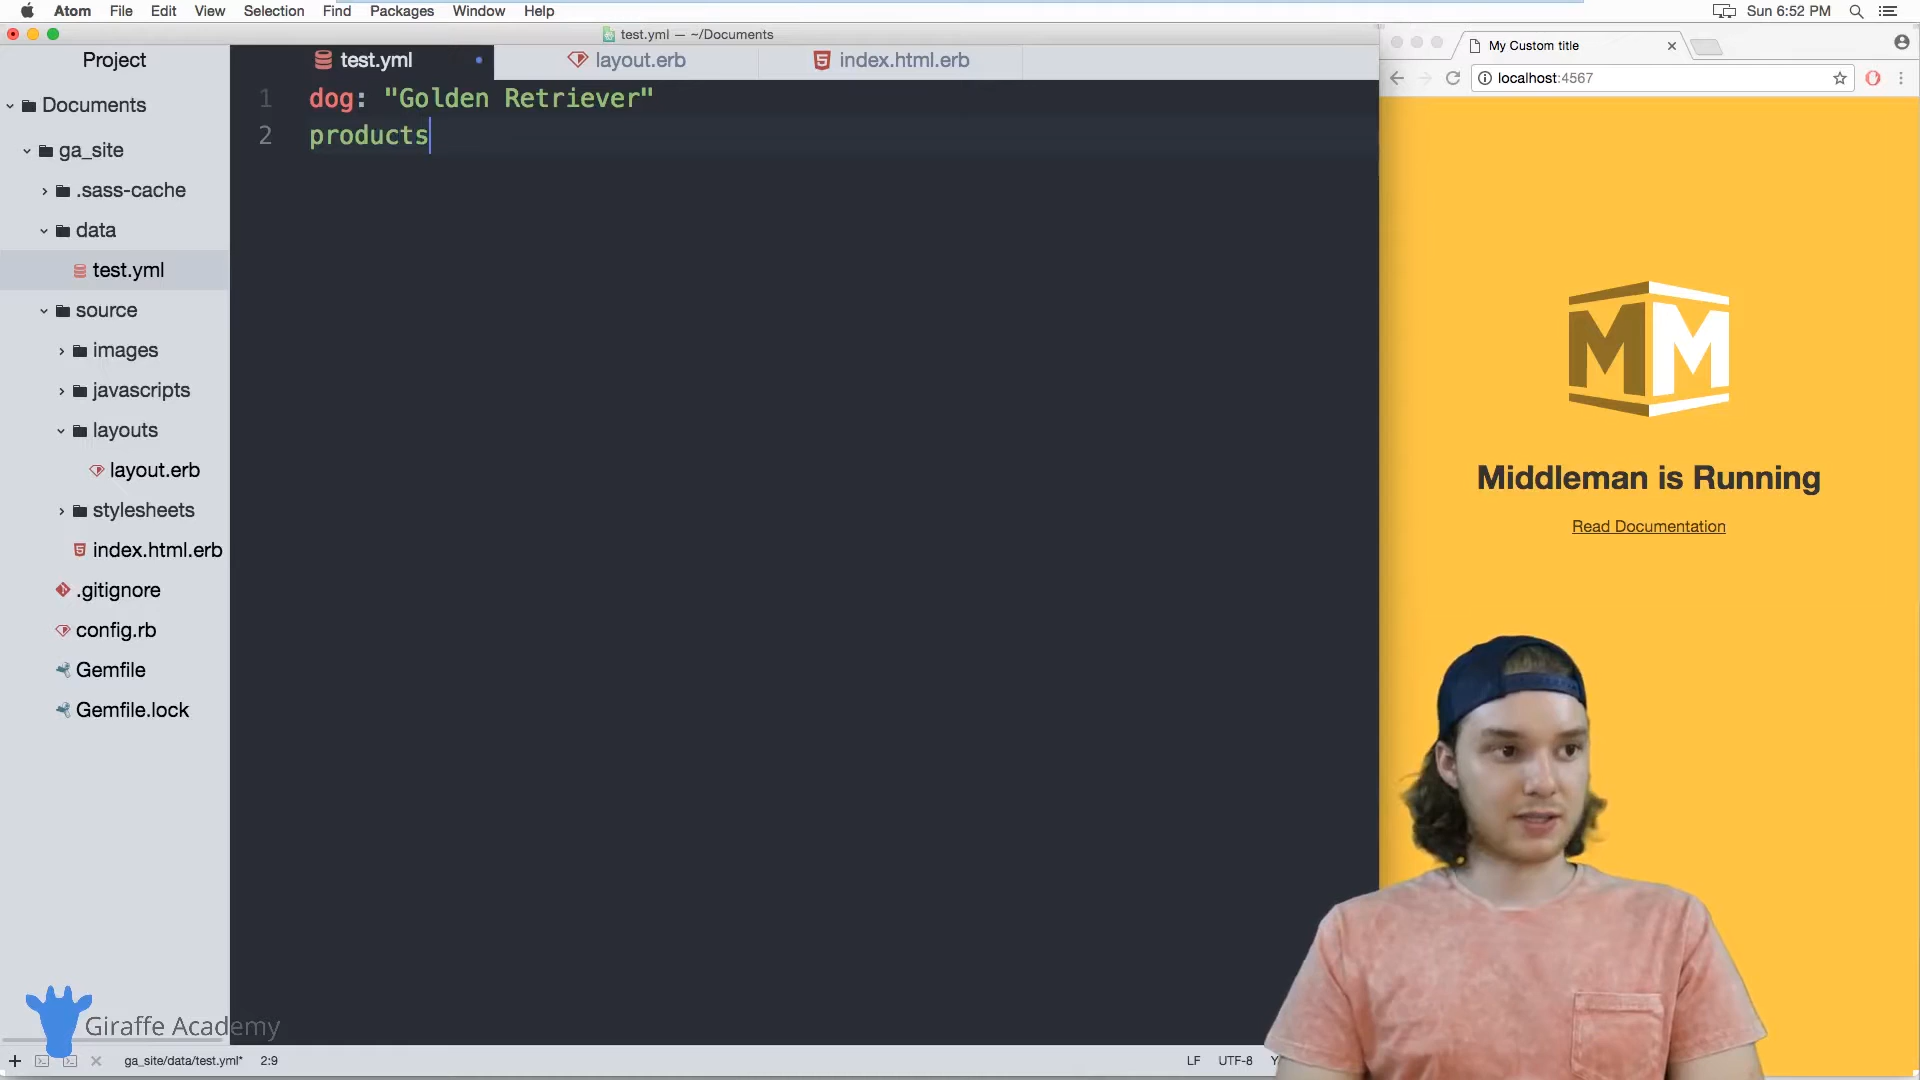 Atom File Edit View Selection Find Packages Window Help Sun 6:52 PM
test.yml — ~/Documents
Project
Documents
ga_site
.sass-cache
data
test.yml
source
images
javascripts
layouts
layout.erb
stylesheets
index.html.erb
.gitignore
config.rb
Gemfile
Gemfile.lock
test.yml layout.erb index.html.erb
1 dog: "Golden Retriever"
2 products
My Custom title
localhost:4567
MM
Middleman is Running
Read Documentation
Giraffe Academy
ga_site/data/test.yml* 2:9 LF UTF-8 Y